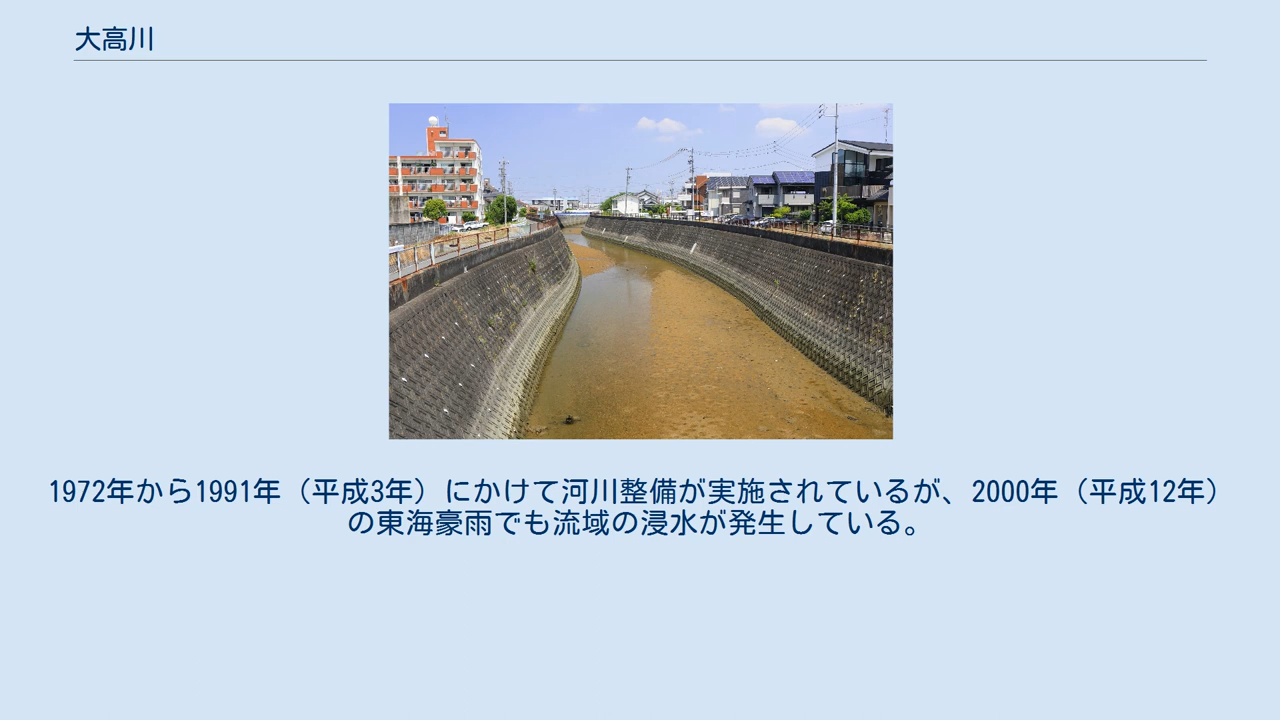 大高川
1972年から1991年（平成3年）にかけて河川整備が実施されているが、2000年（平成12年）
の東海豪雨でも流域の浸水が発生している。